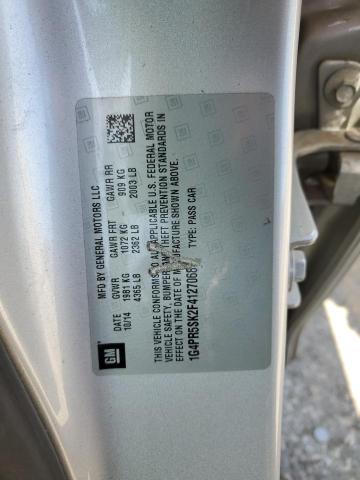 MFD BY GENERAL MOTORS LLC
10/14 GVWR GAWR FRT GAWR RR
1981 KG 1072 KG 909 KG
4365 LB 2362 LB 2003 LB
THIS VEHICLE CONFORMS TO ALL APPLICABLE U.S. FEDERAL MOTOR
VEHICLE SAFETY, BUMPER, AND THEFT PREVENTION STANDARDS IN
EFFECT ON THE DATE OF MANUFACTURE SHOWN ABOVE.
1G4PR5SK2F4127068 TYPE: PASS CAR
GM